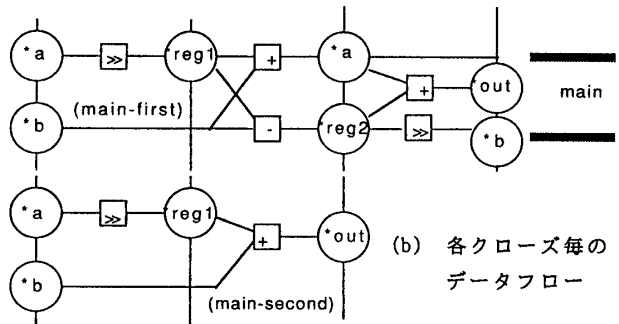 *a
≫
*reg1
+
*a
*out
main
+
*b
(main-first)
-
*reg2
≫
*b
*a
≫
*reg1
+
*out
*b
(main-second)
(b) 各クローズ毎の
データフロー